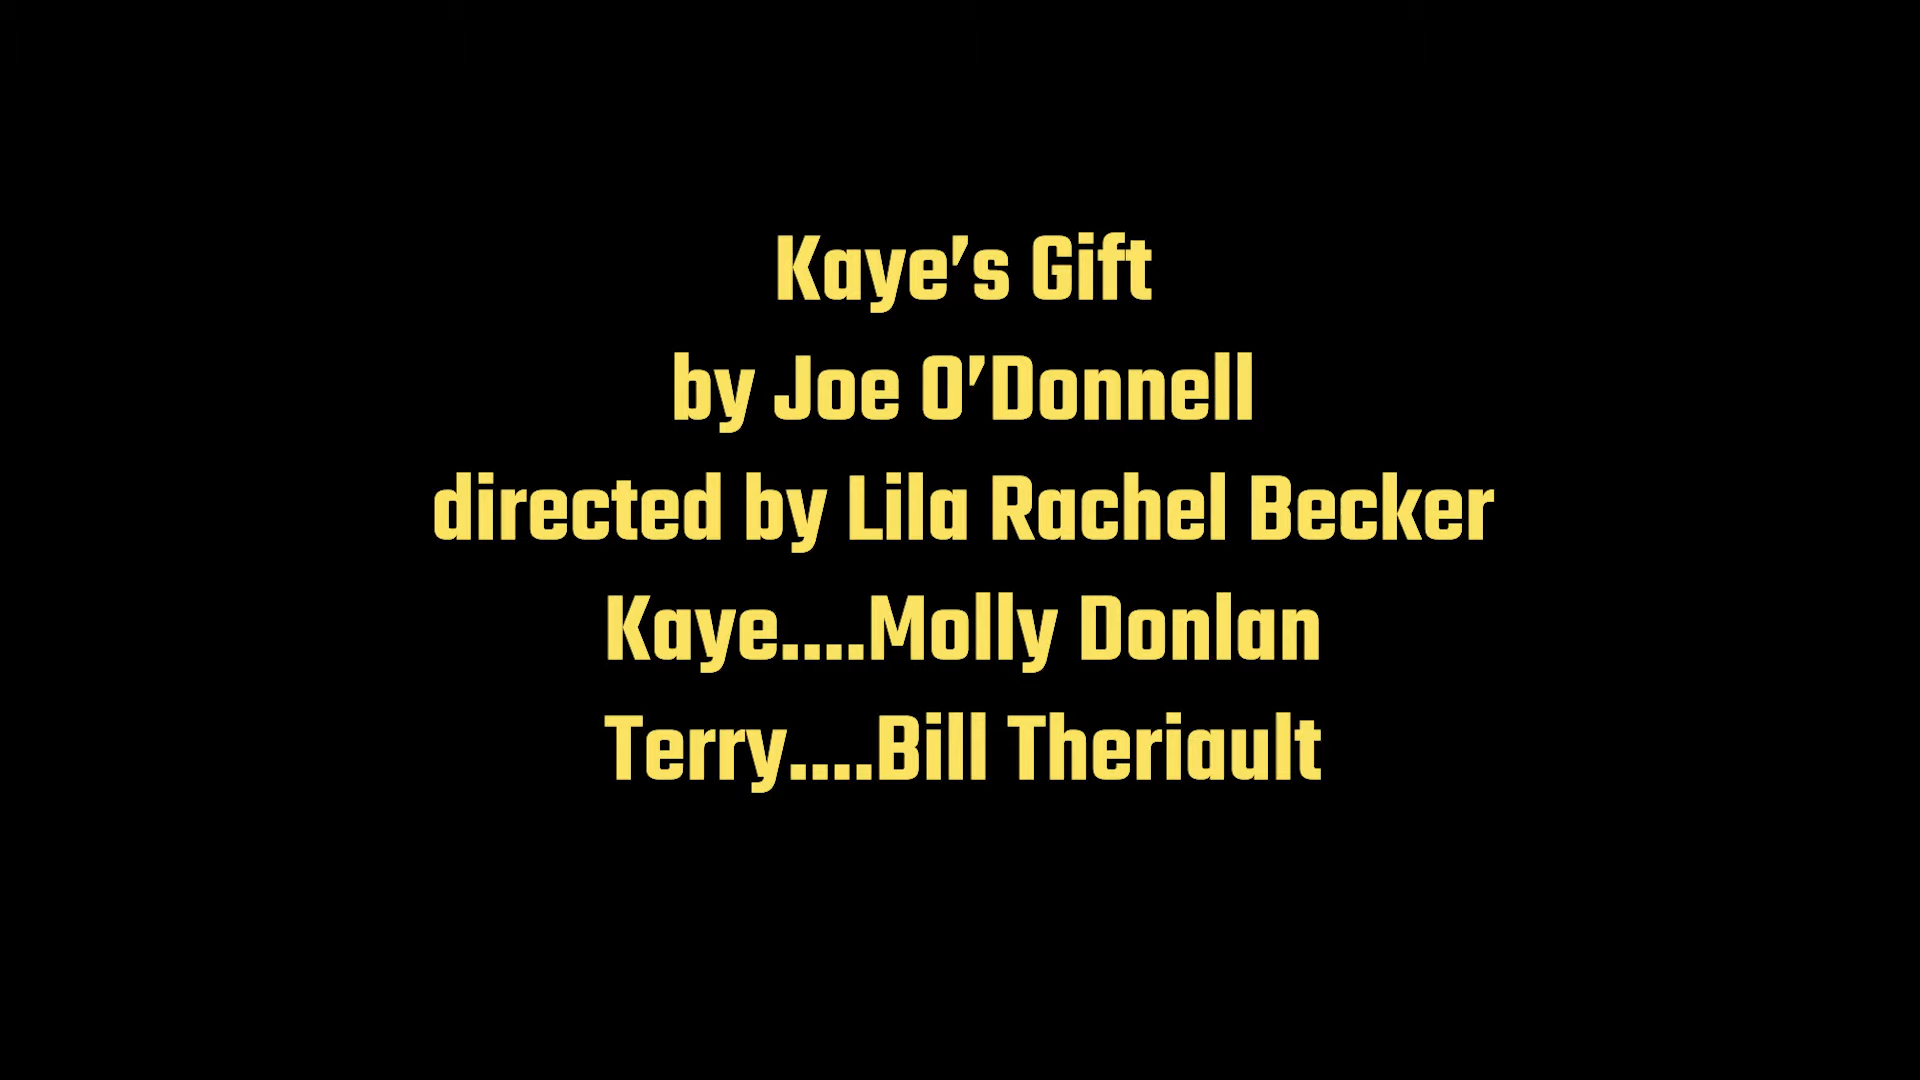 Kaye’s Gift
by Joe O’Donnell
directed by Lila Rachel Becker
Kaye....Molly Donlan
Terry....Bill Theriault